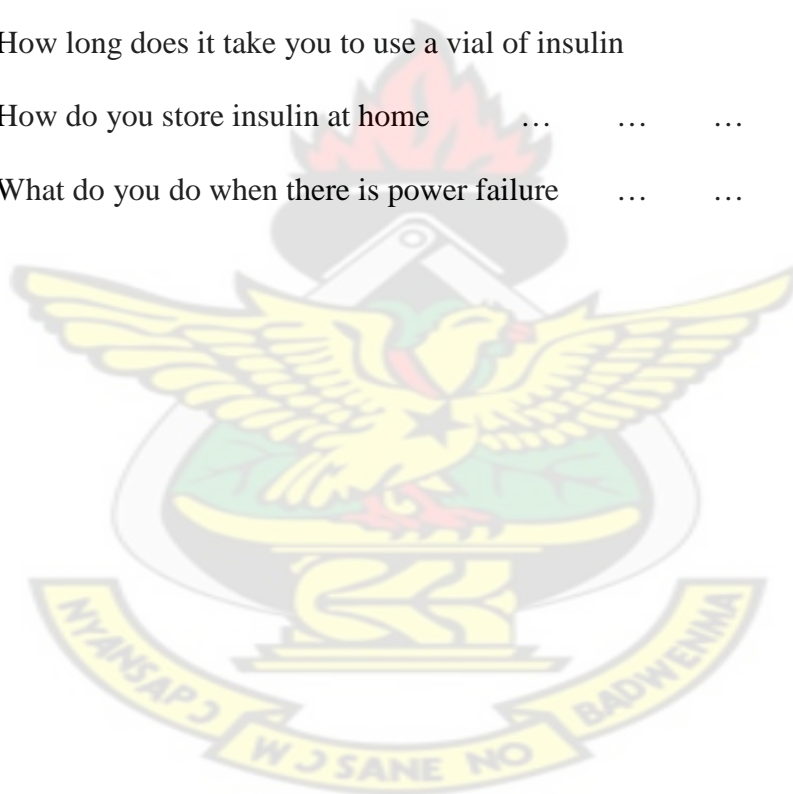 How long does it take you to use a vial of insulin
How do you store insulin at home … … …
What do you do when there is power failure … …
NYANSAPƆ WƆSANE NO BADWENMA